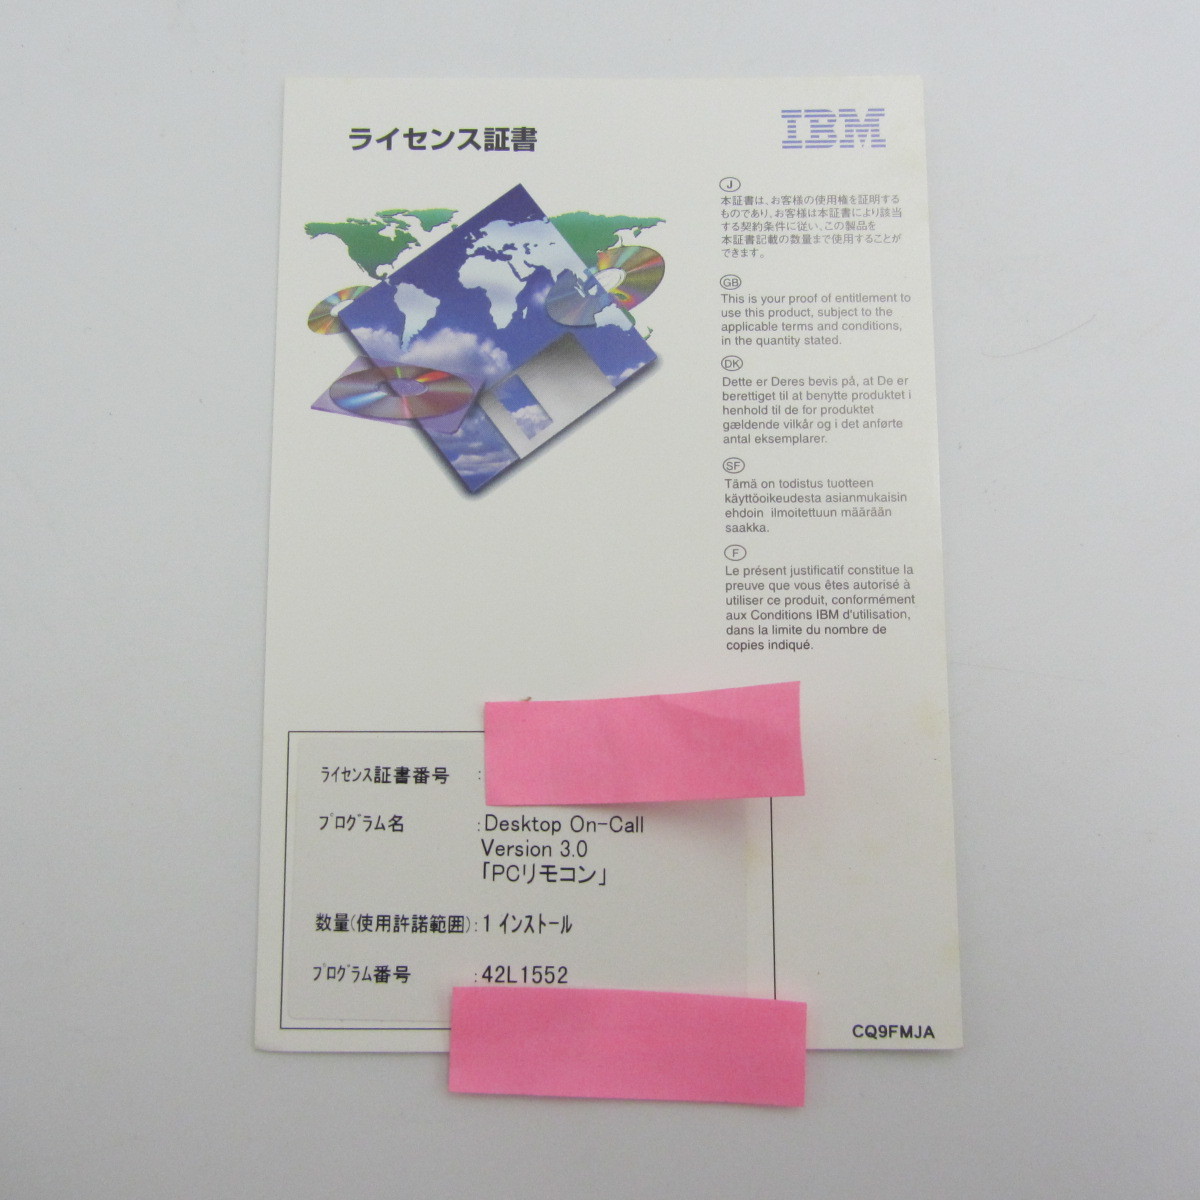 ライセンス証書
IBM
J
本証書は、お客様の使用権を証明する
ものであり、お客様は本証書により該当
する契約条件に従い、この製品を
本証書記載の数量まで使用することが
できます。
GB
This is your proof of entitlement to
use this product, subject to the
applicable terms and conditions,
in the quantity stated.
DK
Dette er Deres bevis på, at De er
berettiget til at benytte produktet i
henhold til de for produktet
gældende vilkår og i det anførte
antal eksemplarer.
SF
Tämä on todistus tuotteen
käyttöoikeudesta asianmukaisin
ehdoin ilmoitettuun määrään
saakka.
F
Le présent justificatif constitue la
preuve que vous êtes autorisé à
utiliser ce produit, conformément
aux Conditions IBM d'utilisation,
dans la limite du nombre de
copies indiqué.
ライセンス証書番号 :
プログラム名 :Desktop On-Call
Version 3.0
「PCリモコン」
数量(使用許諾範囲):1 インストール
プログラム番号 :42L1552
CQ9FMJA